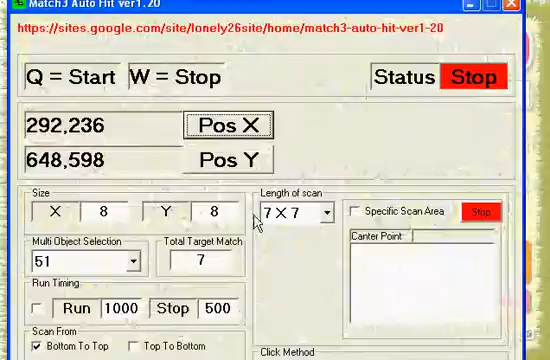 Match3 Auto Hit ver1.20
https://sites.google.com/site/lonely26site/home/match3-auto-hit-ver1-20
Q = Start W = Stop Status Stop
292,236 Pos X
648,598 Pos Y
Size Length of scan
X 8 Y 8 7 X 7 Specific Scan Area Stop
Multi Object Selection Total Target Match Canter Point
51 7
Run Timing
Run 1000 Stop 500
Scan From
Bottom To Top Top To Bottom
Click Method